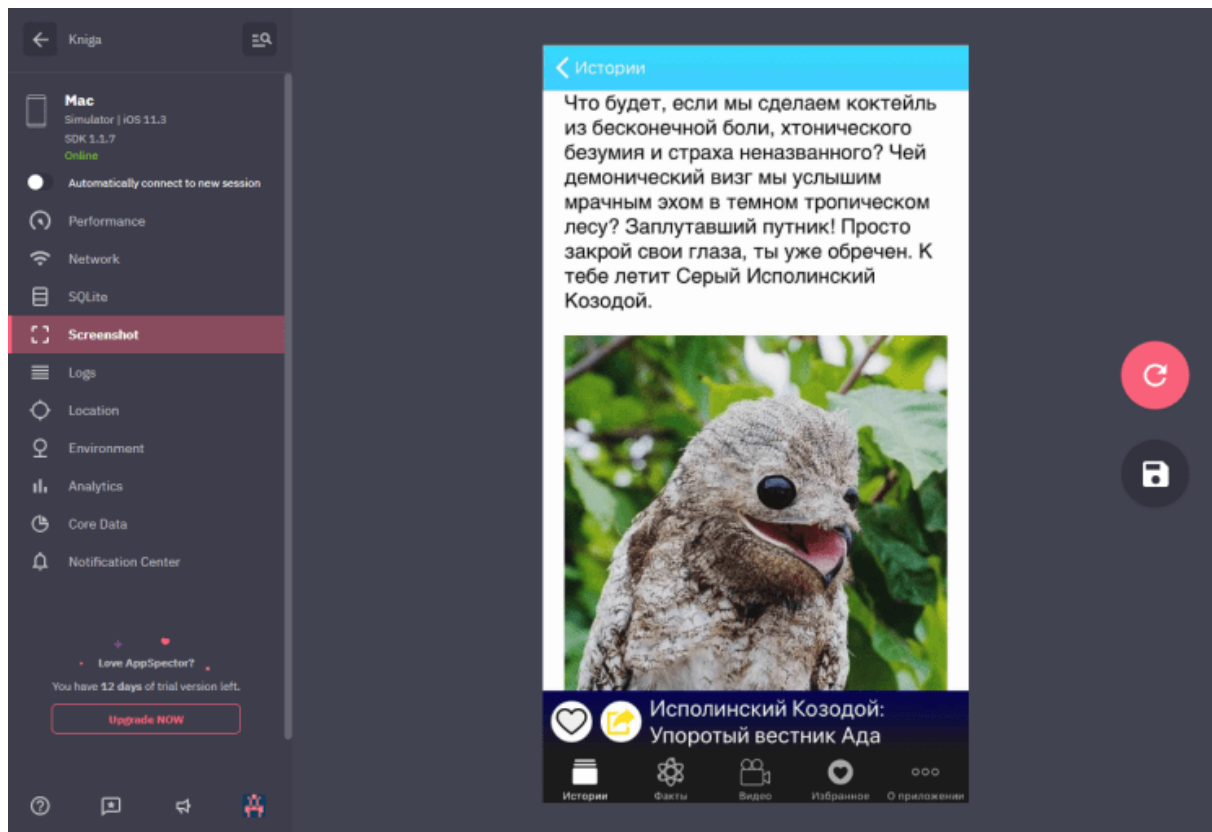 Kniga
Mac
Simulator | iOS 11.3
SDK 1.1.7
Online
Automatically connect to new session
Performance
Network
SQLite
Screenshot
Logs
Location
Environment
Analytics
Core Data
Notification Center
Love AppSpector?
You have 12 days of trial version left.
Upgrade NOW
Истории
Что будет, если мы сделаем коктейль
из бесконечной боли, хтонического
безумия и страха неназванного? Чей
демонический визг мы услышим
мрачным эхом в темном тропическом
лесу? Заплутавший путник! Просто
закрой свои глаза, ты уже обречен. К
тебе летит Серый Исполинский
Козодой.
Исполинский Козодой:
Упоротый вестник Ада
Истории Факты Видео Избранное О приложении